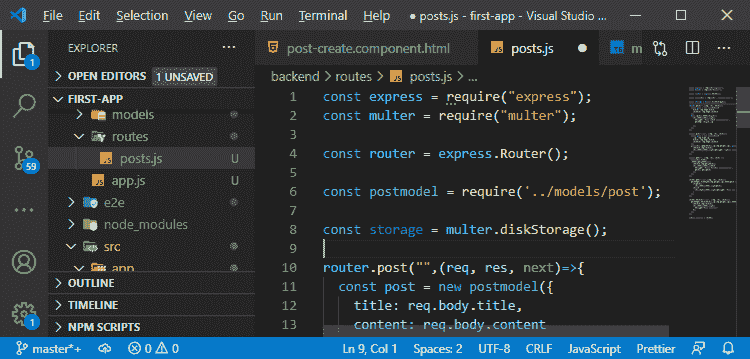 File Edit Selection View Go Run Terminal Help ● posts.js - first-app - Visual Studio ...
EXPLORER
OPEN EDITORS 1 UNSAVED
FIRST-APP
models
routes
posts.js U
app.js U
e2e
node_modules
src
app
OUTLINE
TIMELINE
NPM SCRIPTS
1
59
1
post-create.component.html posts.js ● TS m
backend > routes > JS posts.js > ...
1 const express = require("express");
2 const multer = require("multer");
3
4 const router = express.Router();
5
6 const postmodel = require('../models/post');
7
8 const storage = multer.diskStorage();
9
10 router.post("",(req, res, next)=>{
11 const post = new postmodel({
12 title: req.body.title,
13 content: req.body.content
master*+ 0 0 Ln 9, Col 1 Spaces: 2 UTF-8 CRLF JavaScript Prettier